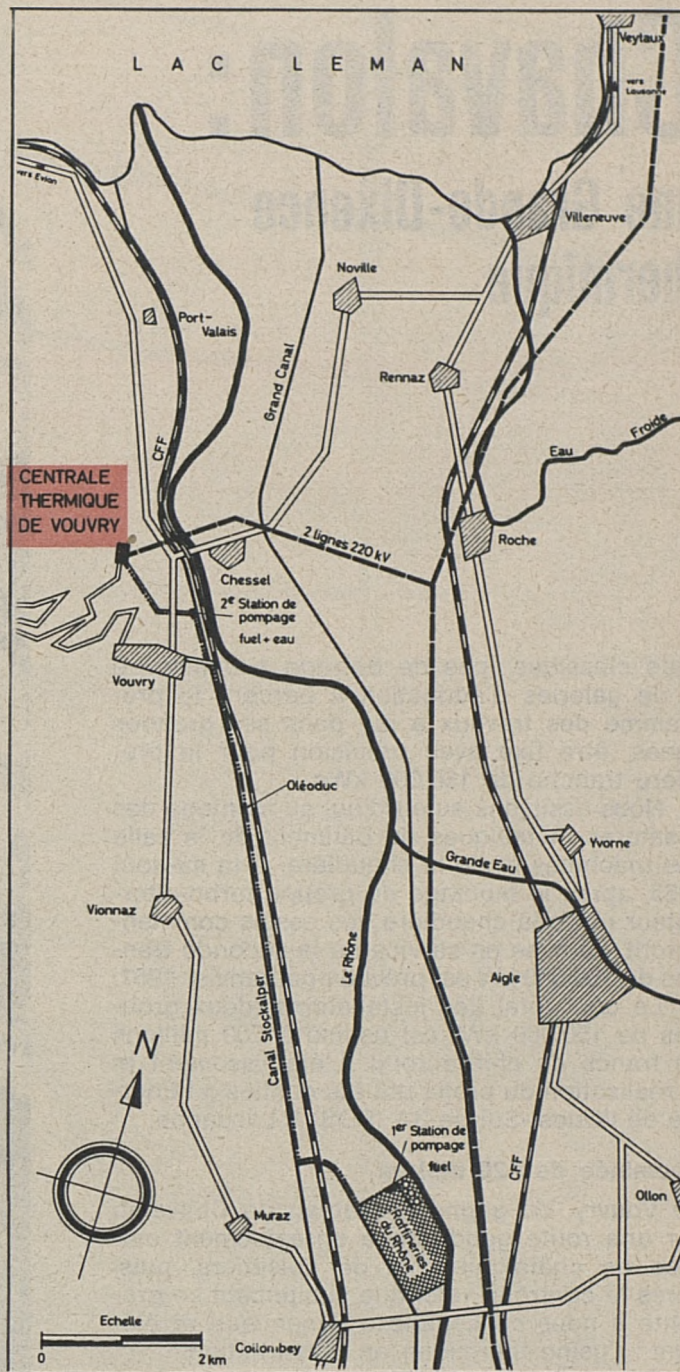 LAC LEMAN
Veytaux
vers
Lausanne
vers Evian
Villeneuve
Noville
Port-
Valais
Grand Canal
Rennaz
CFF
Eau Froide
CENTRALE
THERMIQUE
DE VOUVRY
2 lignes 220 kV
Roche
Chessel
2e Station de
pompage
fuel + eau
Vouvry
Oléoduc
Yvorne
Grande Eau
Vionnaz
Le Rhône
Aigle
Canal Stockalper
N
1er Station de
pompage
fuel
CFF
Raffineries
du Rhône
Ollon
Muraz
Echelle
0 2 km
Collombey